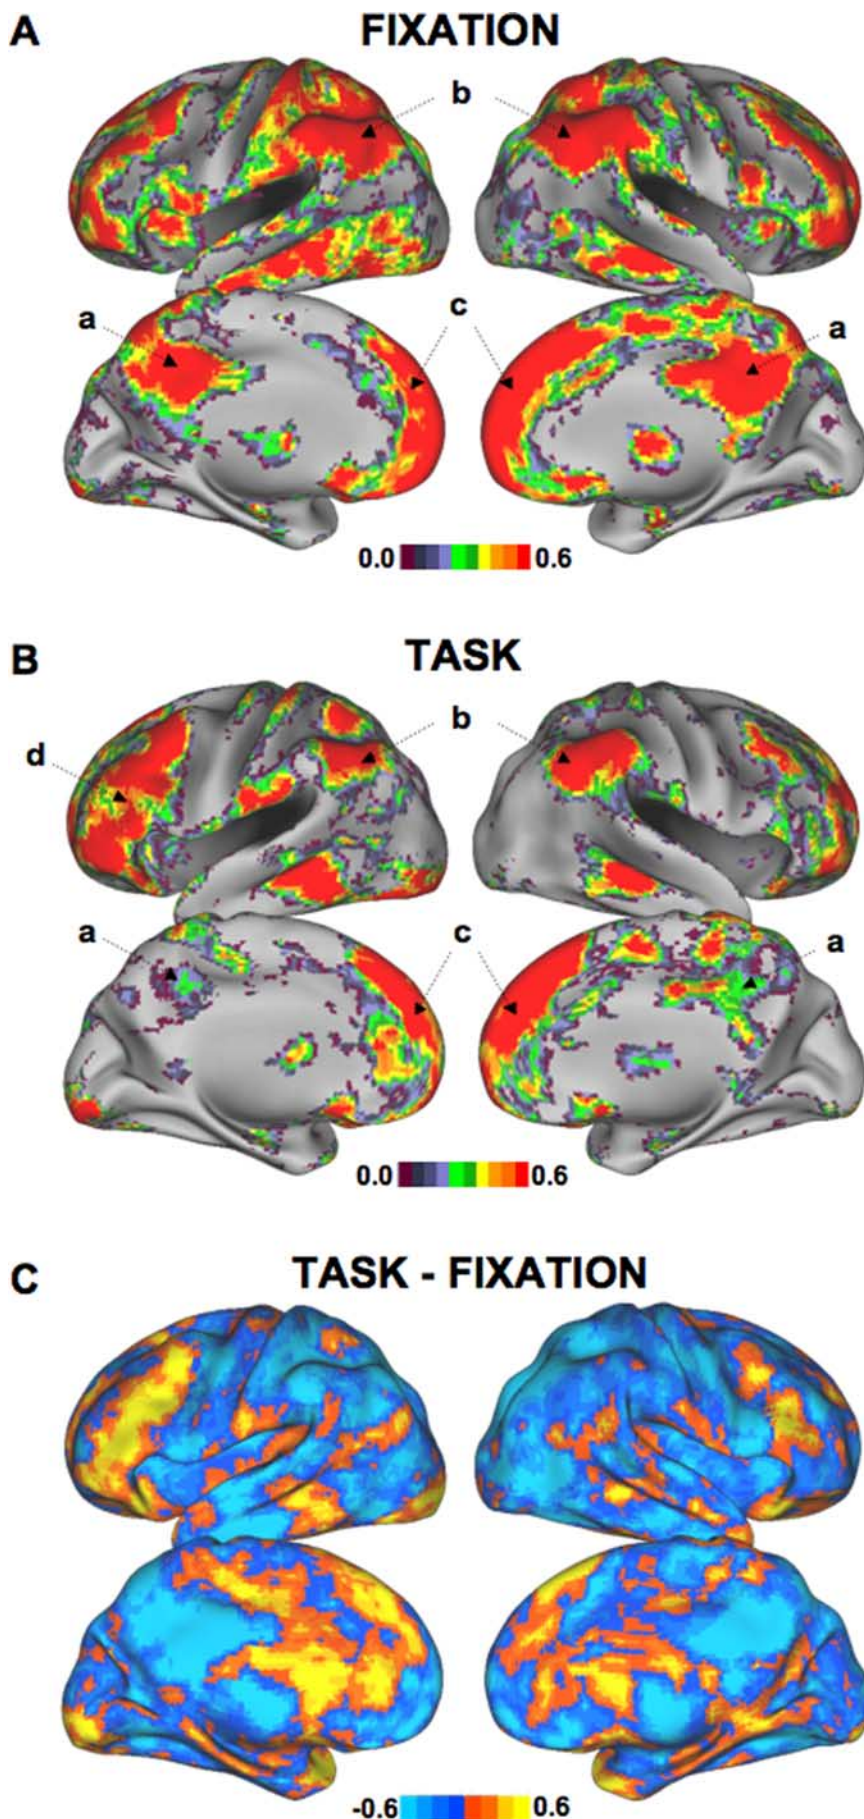 A FIXATION
b
a c a
0.0 0.6
B TASK
d b
a c a
0.0 0.6
C TASK - FIXATION
-0.6 0.6